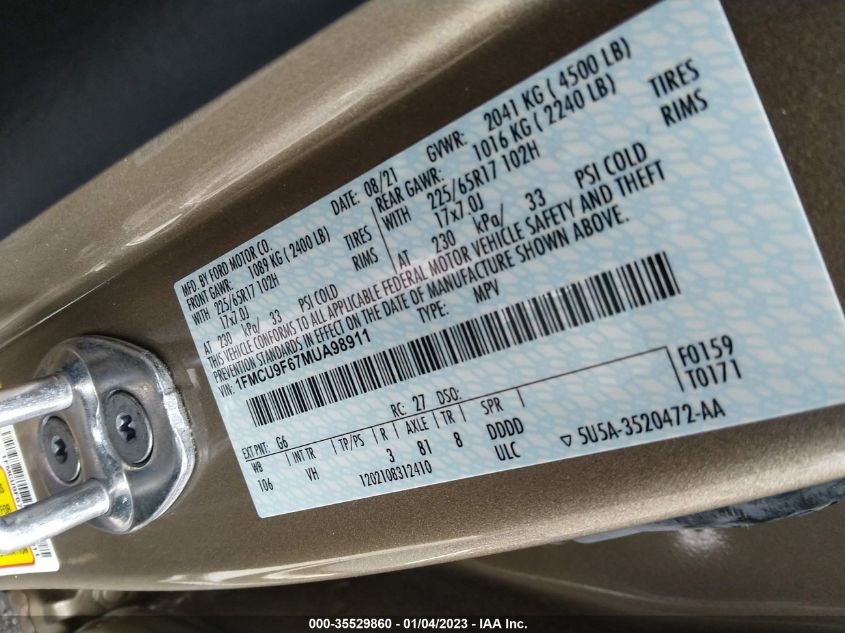 MFD. BY FORD MOTOR CO.
DATE: 08/21
GVWR: 2041 KG ( 4500 LB)
FRONT GAWR: 1089 KG ( 2400 LB)
REAR GAWR: 1016 KG ( 2240 LB)
WITH 225/65R17 102H TIRES
WITH 225/65R17 102H TIRES
17x7.0J RIMS
17x7.0J RIMS
AT 230 kPa/ 33 PSI COLD
AT 230 kPa/ 33 PSI COLD
THIS VEHICLE CONFORMS TO ALL APPLICABLE FEDERAL MOTOR VEHICLE SAFETY AND THEFT
PREVENTION STANDARDS IN EFFECT ON THE DATE OF MANUFACTURE SHOWN ABOVE.
VIN: 1FMCU9F67MUA98911
TYPE: MPV
F0159
T0171
EXT PNT: G6 RC: 27 DSO:
WB INT TR TP/PS R AXLE TR SPR
106 VH 3 81 8 DDDD
1202108312410 ULC
5U5A-3520472-AA
000-35529860 - 01/04/2023 - IAA Inc.